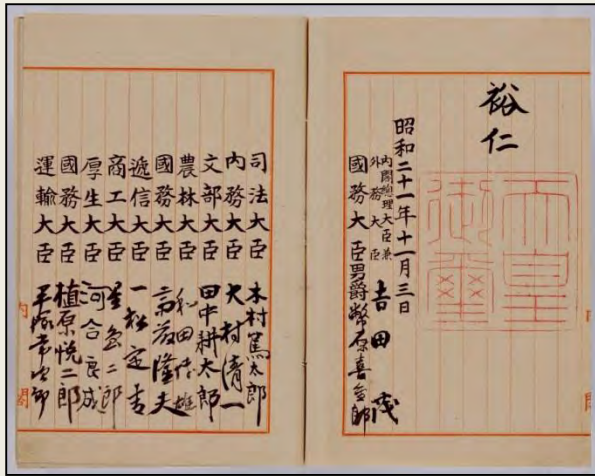 裕仁
天皇御璽
昭和二十一年十一月三日
内閣總理大臣兼
外務大臣 吉田茂
國務大臣 男爵幣原喜重郎
司法大臣 木村篤太郎
内務大臣 大村清一
文部大臣 田中耕太郎
農林大臣 和田博雄
國務大臣 斎藤隆夫
遞信大臣 一松定吉
商工大臣 星島二郎
厚生大臣 河合良成
國務大臣 植原悦二郎
運輸大臣 平塚常次郎
内閣